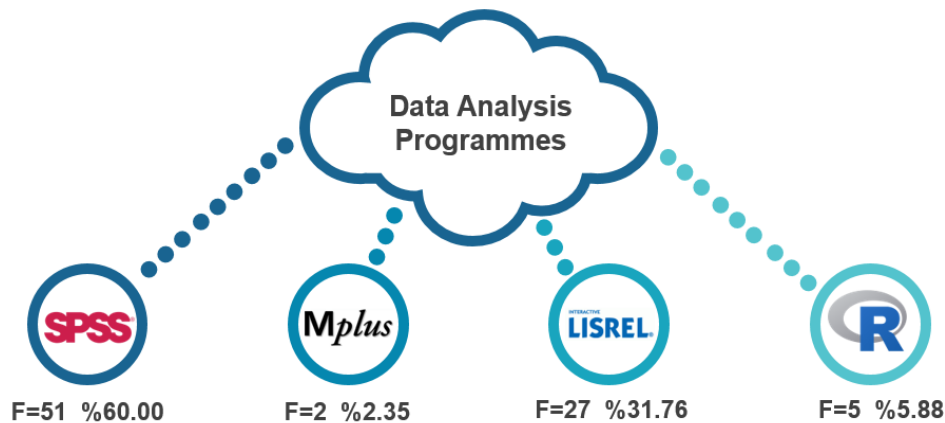 Data Analysis
Programmes
SPSS
Mplus
INTERACTIVE
LISREL®
R
F=51 %60.00
F=2 %2.35
F=27 %31.76
F=5 %5.88